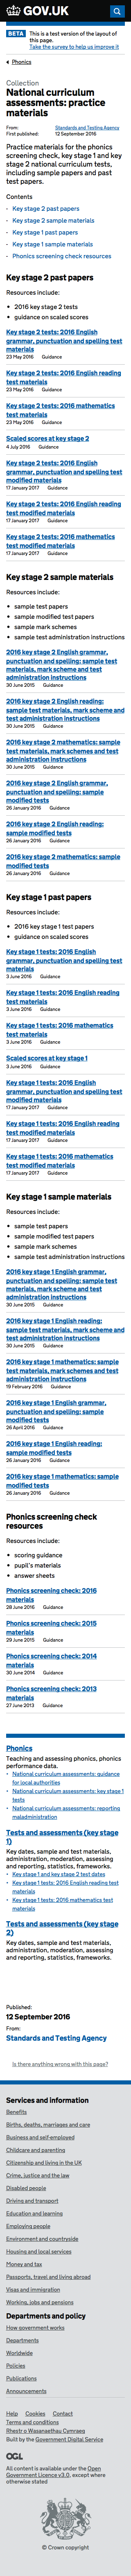 GOV.UK
BETA This is a test version of the layout of
this page.
Take the survey to help us improve it
Phonics
Collection
National curriculum
assessments: practice
materials
From: Standards and Testing Agency
First published: 12 September 2016
Practice materials for the phonics
screening check, key stage 1 and key
stage 2 national curriculum tests,
including sample papers and past
test papers.
Contents
- Key stage 2 past papers
- Key stage 2 sample materials
- Key stage 1 past papers
- Key stage 1 sample materials
- Phonics screening check resources
Key stage 2 past papers
Resources include:
• 2016 key stage 2 tests
• guidance on scaled scores
Key stage 2 tests: 2016 English
grammar, punctuation and spelling test
materials
23 May 2016 Guidance
Key stage 2 tests: 2016 English reading
test materials
23 May 2016 Guidance
Key stage 2 tests: 2016 mathematics
test materials
23 May 2016 Guidance
Scaled scores at key stage 2
4 July 2016 Guidance
Key stage 2 tests: 2016 English
grammar, punctuation and spelling test
modified materials
17 January 2017 Guidance
Key stage 2 tests: 2016 English reading
test modified materials
17 January 2017 Guidance
Key stage 2 tests: 2016 mathematics
test modified materials
17 January 2017 Guidance
Key stage 2 sample materials
Resources include:
• sample test papers
• sample modified test papers
• sample mark schemes
• sample test administration instructions
2016 key stage 2 English grammar,
punctuation and spelling: sample test
materials, mark scheme and test
administration instructions
30 June 2015 Guidance
2016 key stage 2 English reading:
sample test materials, mark scheme and
test administration instructions
30 June 2015 Guidance
2016 key stage 2 mathematics: sample
test materials, mark schemes and test
administration instructions
30 June 2015 Guidance
2016 key stage 2 English grammar,
punctuation and spelling: sample
modified tests
26 January 2016 Guidance
2016 key stage 2 English reading:
sample modified tests
26 January 2016 Guidance
2016 key stage 2 mathematics: sample
modified tests
26 January 2016 Guidance
Key stage 1 past papers
Resources include:
• 2016 key stage 1 test papers
• guidance on scaled scores
Key stage 1 tests: 2016 English
grammar, punctuation and spelling test
materials
3 June 2016 Guidance
Key stage 1 tests: 2016 English reading
test materials
3 June 2016 Guidance
Key stage 1 tests: 2016 mathematics
test materials
3 June 2016 Guidance
Scaled scores at key stage 1
3 June 2016 Guidance
Key stage 1 tests: 2016 English
grammar, punctuation and spelling test
modified materials
17 January 2017 Guidance
Key stage 1 tests: 2016 English reading
test modified materials
17 January 2017 Guidance
Key stage 1 tests: 2016 mathematics
test modified materials
17 January 2017 Guidance
Key stage 1 sample materials
Resources include:
• sample test papers
• sample modified test papers
• sample mark schemes
• sample test administration instructions
2016 key stage 1 English grammar,
punctuation and spelling: sample test
materials, mark scheme and test
administration instructions
30 June 2015 Guidance
2016 key stage 1 English reading:
sample test materials, mark scheme and
test administration instructions
30 June 2015 Guidance
2016 key stage 1 mathematics: sample
test materials, mark schemes and test
administration instructions
19 February 2016 Guidance
2016 key stage 1 English grammar,
punctuation and spelling: sample
modified tests
26 April 2016 Guidance
2016 key stage 1 English reading:
sample modified tests
26 January 2016 Guidance
2016 key stage 1 mathematics: sample
modified tests
26 January 2016 Guidance
Phonics screening check
resources
Resources include:
• scoring guidance
• pupil's materials
• answer sheets
Phonics screening check: 2016
materials
28 June 2016 Guidance
Phonics screening check: 2015
materials
29 June 2015 Guidance
Phonics screening check: 2014
materials
30 June 2014 Guidance
Phonics screening check: 2013
materials
27 June 2013 Guidance
Phonics
Teaching and assessing phonics, phonics
performance data.
• National curriculum assessments: guidance
for local authorities
• National curriculum assessments: key stage 1
tests
• National curriculum assessments: reporting
maladministration
Tests and assessments (key stage
1)
Key dates, sample and test materials,
administration, moderation, assessing
and reporting, assessment frameworks.
• Key stage 1 and key stage 2 test dates
• Key stage 1 tests: 2016 English reading test
materials
• Key stage 1 tests: 2016 mathematics test
materials
Tests and assessments (key stage
2)
Key dates, sample and test materials,
administration, moderation, assessing
and reporting, assessment frameworks.
Published:
12 September 2016
From:
Standards and Testing Agency
Is there anything wrong with this page?
Services and information
Benefits
Births, deaths, marriages and care
Business and self-employed
Childcare and parenting
Citizenship and living in the UK
Crime, justice and the law
Disabled people
Driving and transport
Education and learning
Employing people
Environment and countryside
Housing and local services
Money and tax
Passports, travel and living abroad
Visas and immigration
Working, jobs and pensions
Departments and policy
How government works
Departments
Worldwide
Policies
Publications
Announcements
Help Cookies Contact
Terms and conditions
Rhestr o Wasanaethau Cymraeg
Built by the Government Digital Service
OGL
All content is available under the Open
Government Licence v3.0, except where
otherwise stated
© Crown copyright